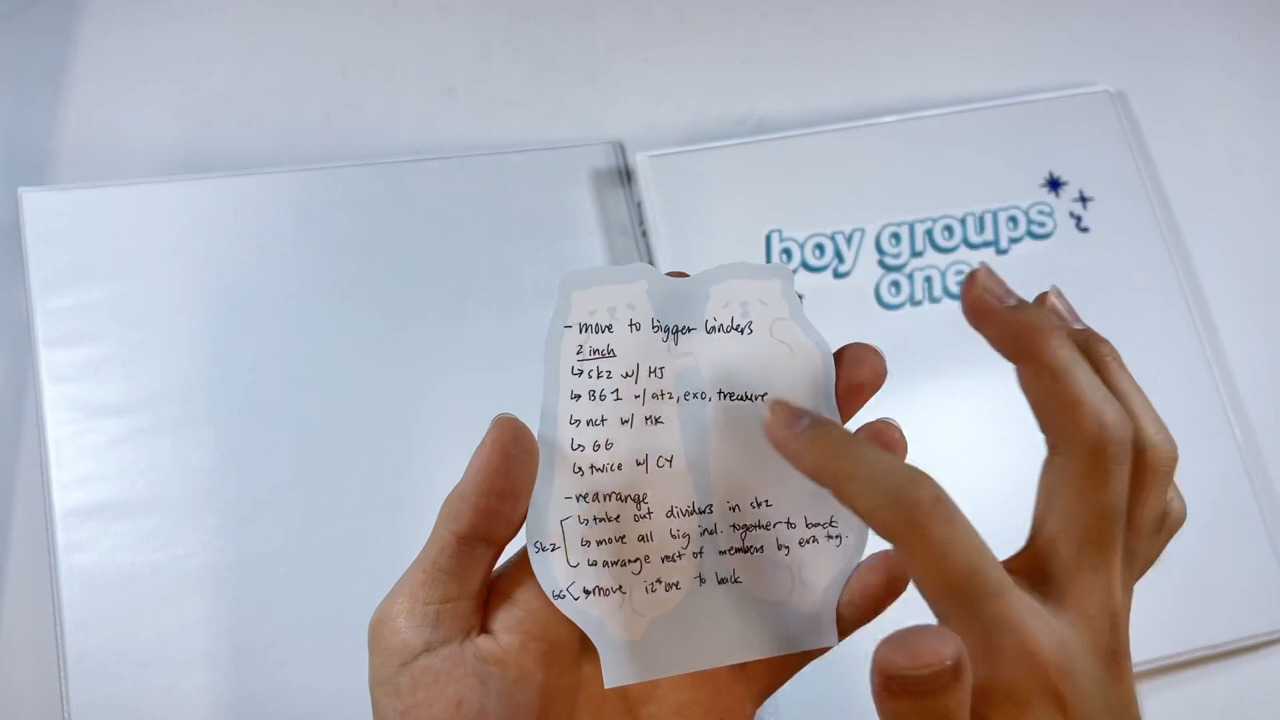 boy groups
one
- move to bigger binders
2 inch
↳ skz w/ MJ
↳ BG1 w/ atz, exo, treasure
↳ nct w/ MK
↳ GG
↳ twice w/ CY
- rearrange
↳ take out dividers in skz
↳ move all big incl. together to back
skz
↳ arrange rest of members by era tog.
GG ↳ move iz*one to back